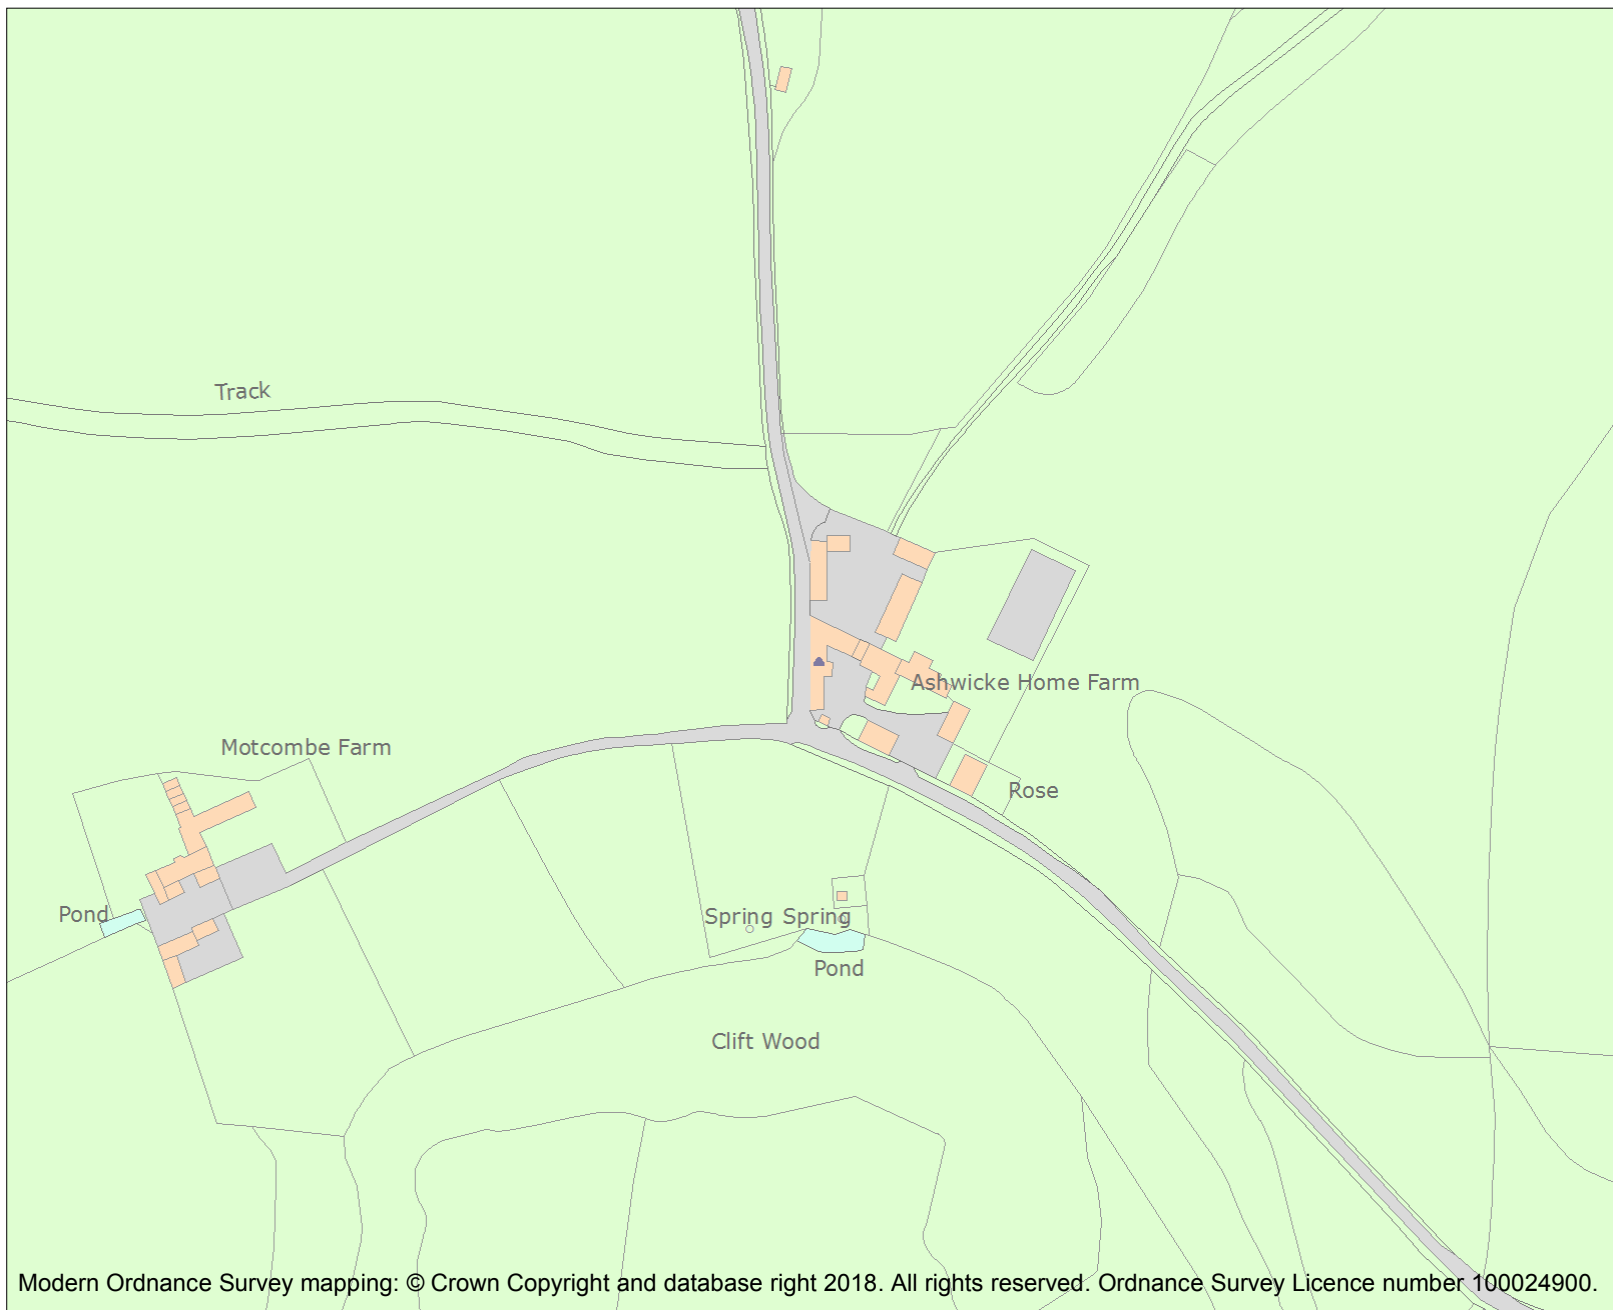 Track
Ashwicke Home Farm
Motcombe Farm
Rose
Pond
Spring Spring
Pond
Clift Wood
Modern Ordnance Survey mapping: © Crown Copyright and database right 2018. All rights reserved. Ordnance Survey Licence number 100024900.